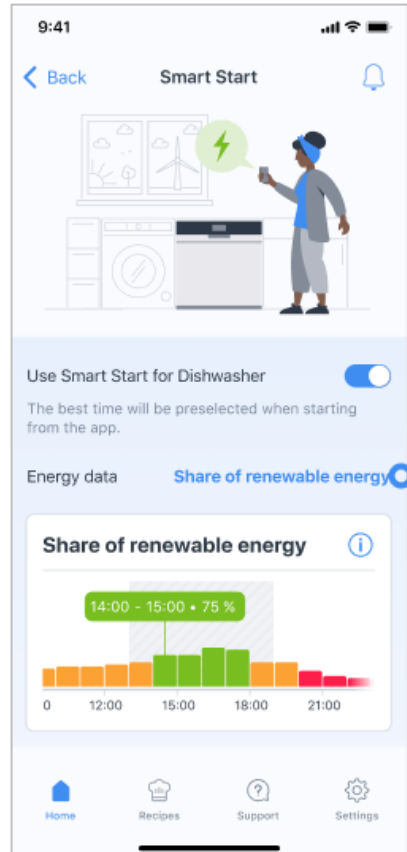 9:41
Back
Smart Start
Use Smart Start for Dishwasher
The best time will be preselected when starting
from the app.
Energy data
Share of renewable energy
Share of renewable energy
14:00 - 15:00 • 75 %
0 12:00 15:00 18:00 21:00
Home Recipes Support Settings